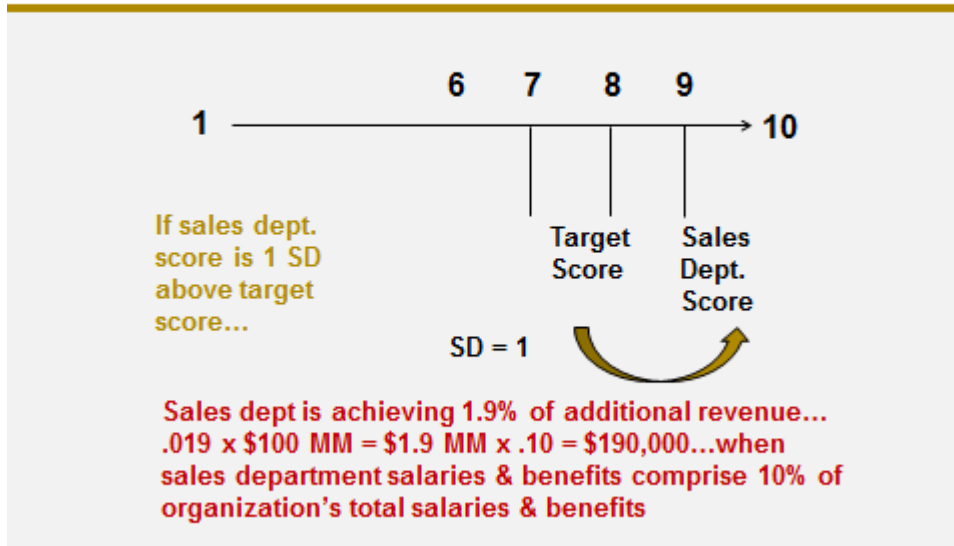 6 7 8 9
1 10
If sales dept.
score is 1 SD
above target
score…
Target
Score
Sales
Dept.
Score
SD = 1
Sales dept is achieving 1.9% of additional revenue…
.019 x $100 MM = $1.9 MM x .10 = $190,000…when
sales department salaries & benefits comprise 10% of
organization's total salaries & benefits